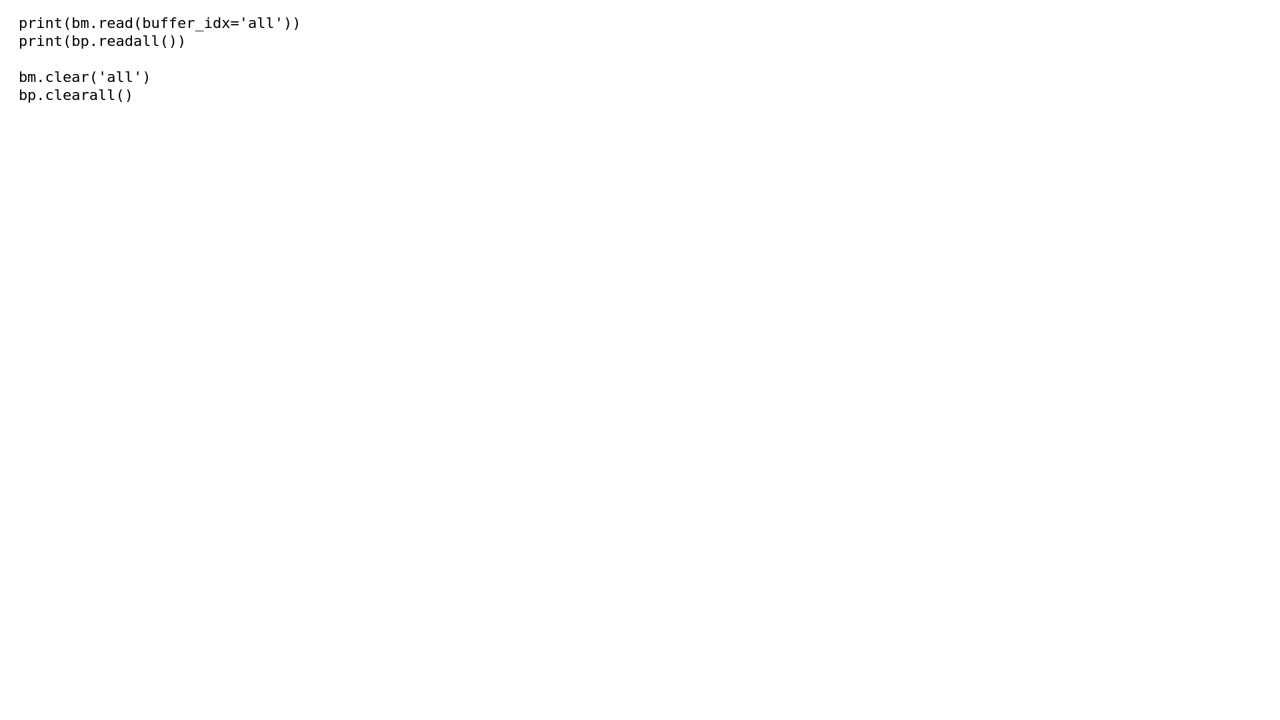 print(bm.read(buffer_idx='all'))
print(bp.readall())

bm.clear('all')
bp.clearall()